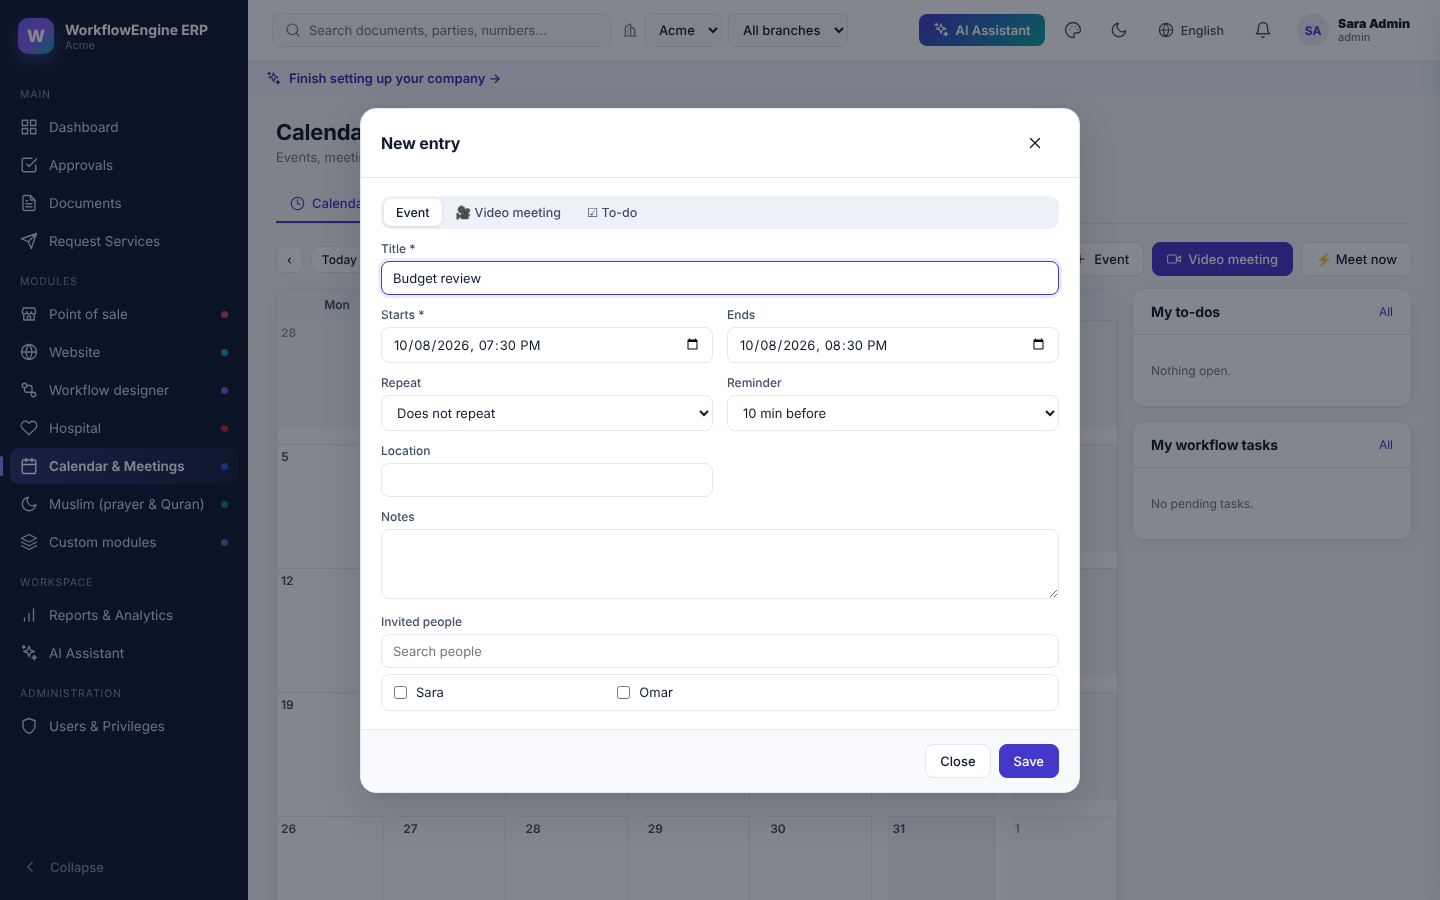 WorkflowEngine ERP
Acme
MAIN
Dashboard
Approvals
Documents
Request Services
MODULES
Point of sale
Website
Workflow designer
Hospital
Calendar & Meetings
Muslim (prayer & Quran)
Custom modules
WORKSPACE
Reports & Analytics
AI Assistant
ADMINISTRATION
Users & Privileges
Collapse
Search documents, parties, numbers...
Acme
All branches
AI Assistant
English
SA
Sara Admin
admin
Finish setting up your company →
Events,
‹
Today
Event
Video meeting
⚡ Meet now
Mon
28
5
12
19
26 27 28 29 30 31 1
My to-dos
All
Nothing open.
My workflow tasks
All
No pending tasks.
New entry
Event
🎥 Video meeting
☑ To-do
Title *
Budget review
Starts *
Ends
10/08/2026, 07:30 PM
10/08/2026, 08:30 PM
Repeat
Reminder
Does not repeat
10 min before
Location
Notes
Invited people
Search people
Sara
Omar
Close
Save